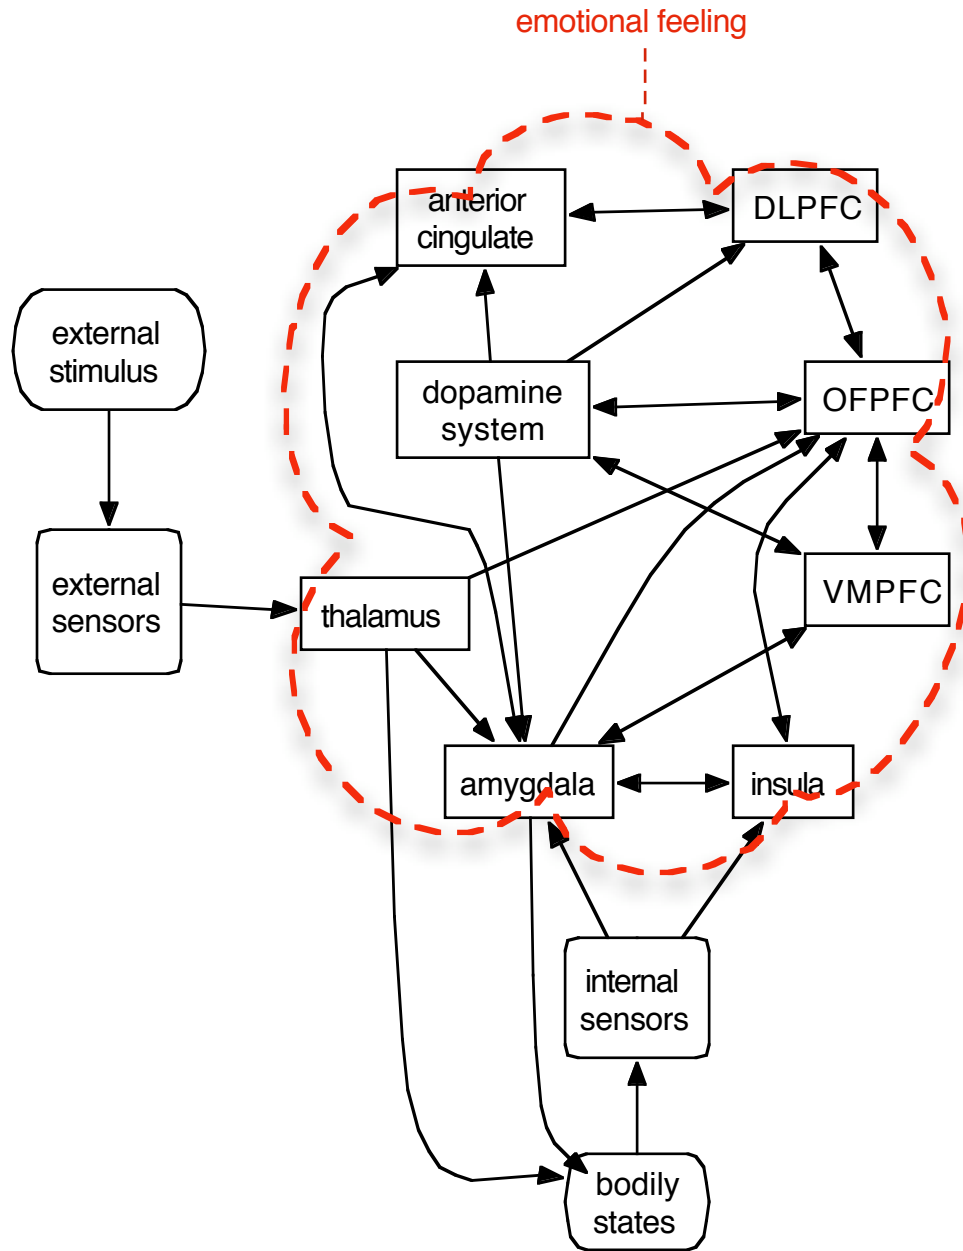 emotional feeling
anterior
cingulate
DLPFC
external
stimulus
dopamine
system
OFPFC
external
sensors
thalamus
VMPFC
amygdala
insula
internal
sensors
bodily
states